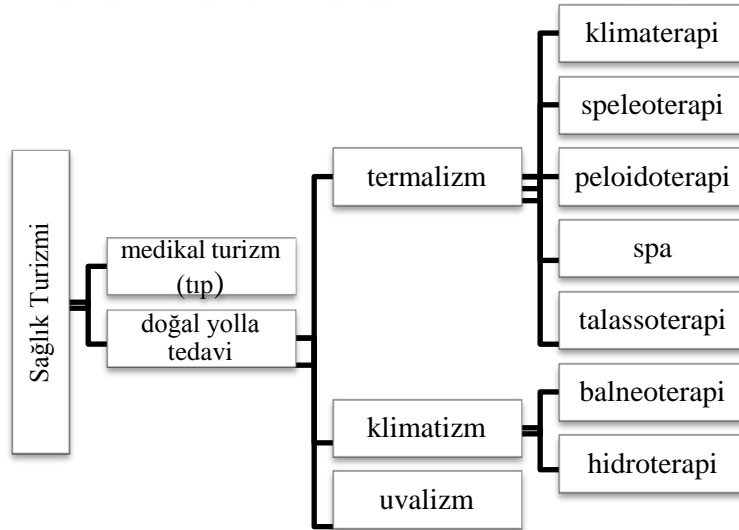 Sağlık Turizmi
medikal turizm
(tıp)
doğal yolla
tedavi
termalizm
klimatizm
uvalizm
klimaterapi
speleoterapi
peloidoterapi
spa
talassoterapi
balneoterapi
hidroterapi